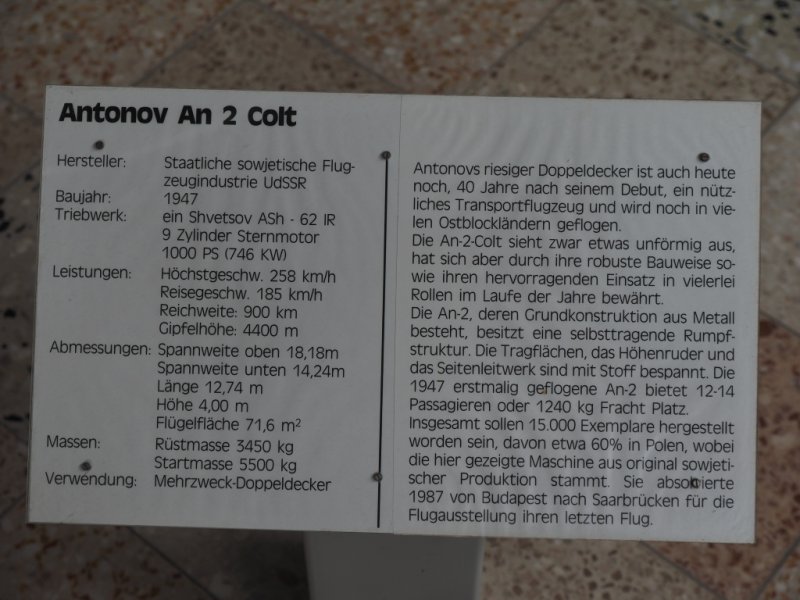 Antonov An 2 Colt
Hersteller: Staatliche sowjetische Flug-
zeugindustrie UdSSR
Baujahr: 1947
Triebwerk: ein Shvetsov ASh - 62 IR
9 Zylinder Sternmotor
1000 PS (746 KW)
Leistungen: Höchstgeschw. 258 km/h
Reisegeschw. 185 km/h
Reichweite: 900 km
Gipfelhöhe: 4400 m
Abmessungen: Spannweite oben 18,18m
Spannweite unten 14,24m
Länge 12,74 m
Höhe 4,00 m
Flügelfläche 71,6 m²
Massen: Rüstmasse 3450 kg
Startmasse 5500 kg
Verwendung: Mehrzweck-Doppeldecker
Antonovs riesiger Doppeldecker ist auch heute
noch, 40 Jahre nach seinem Debut, ein nütz-
liches Transportflugzeug und wird noch in vie-
len Ostblockländern geflogen.
Die An-2-Colt sieht zwar etwas unförmig aus,
hat sich aber durch ihre robuste Bauweise so-
wie ihren hervorragenden Einsatz in vielerlei
Rollen im Laufe der Jahre bewährt.
Die An-2, deren Grundkonstruktion aus Metall
besteht, besitzt eine selbsttragende Rumpf-
struktur. Die Tragflächen, das Höhenruder und
das Seitenleitwerk sind mit Stoff bespannt. Die
1947 erstmalig geflogene An-2 bietet 12-14
Passagieren oder 1240 kg Fracht Platz.
Insgesamt sollen 15.000 Exemplare hergestellt
worden sein, davon etwa 60% in Polen, wobei
die hier gezeigte Maschine aus original sowjeti-
scher Produktion stammt. Sie absolvierte
1987 von Budapest nach Saarbrücken für die
Flugausstellung ihren letzten Flug.